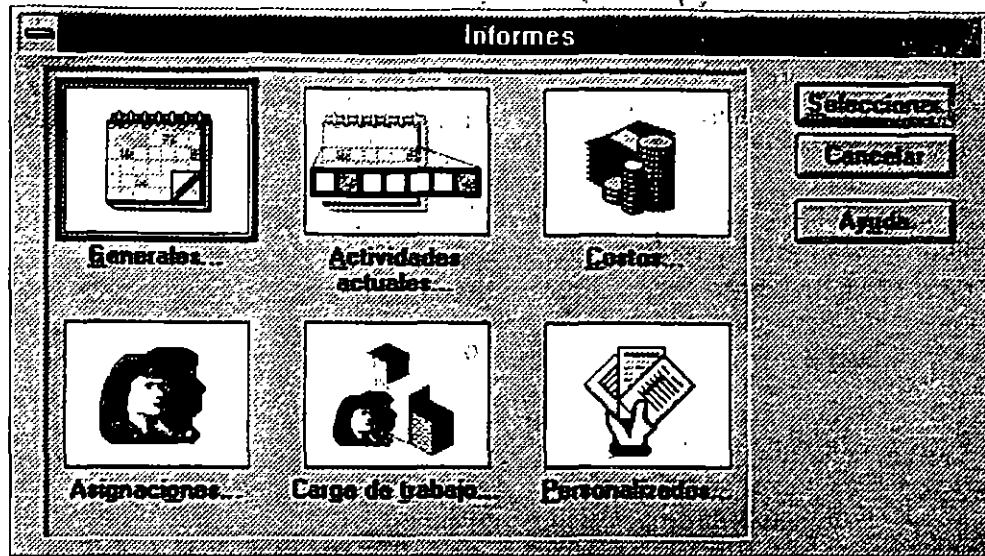 Informes
Generales...
Actividades
actuales...
Costos...
Asignaciones...
Carga de trabajo...
Personalizados...
Seleccionar
Cancelar
Ayuda